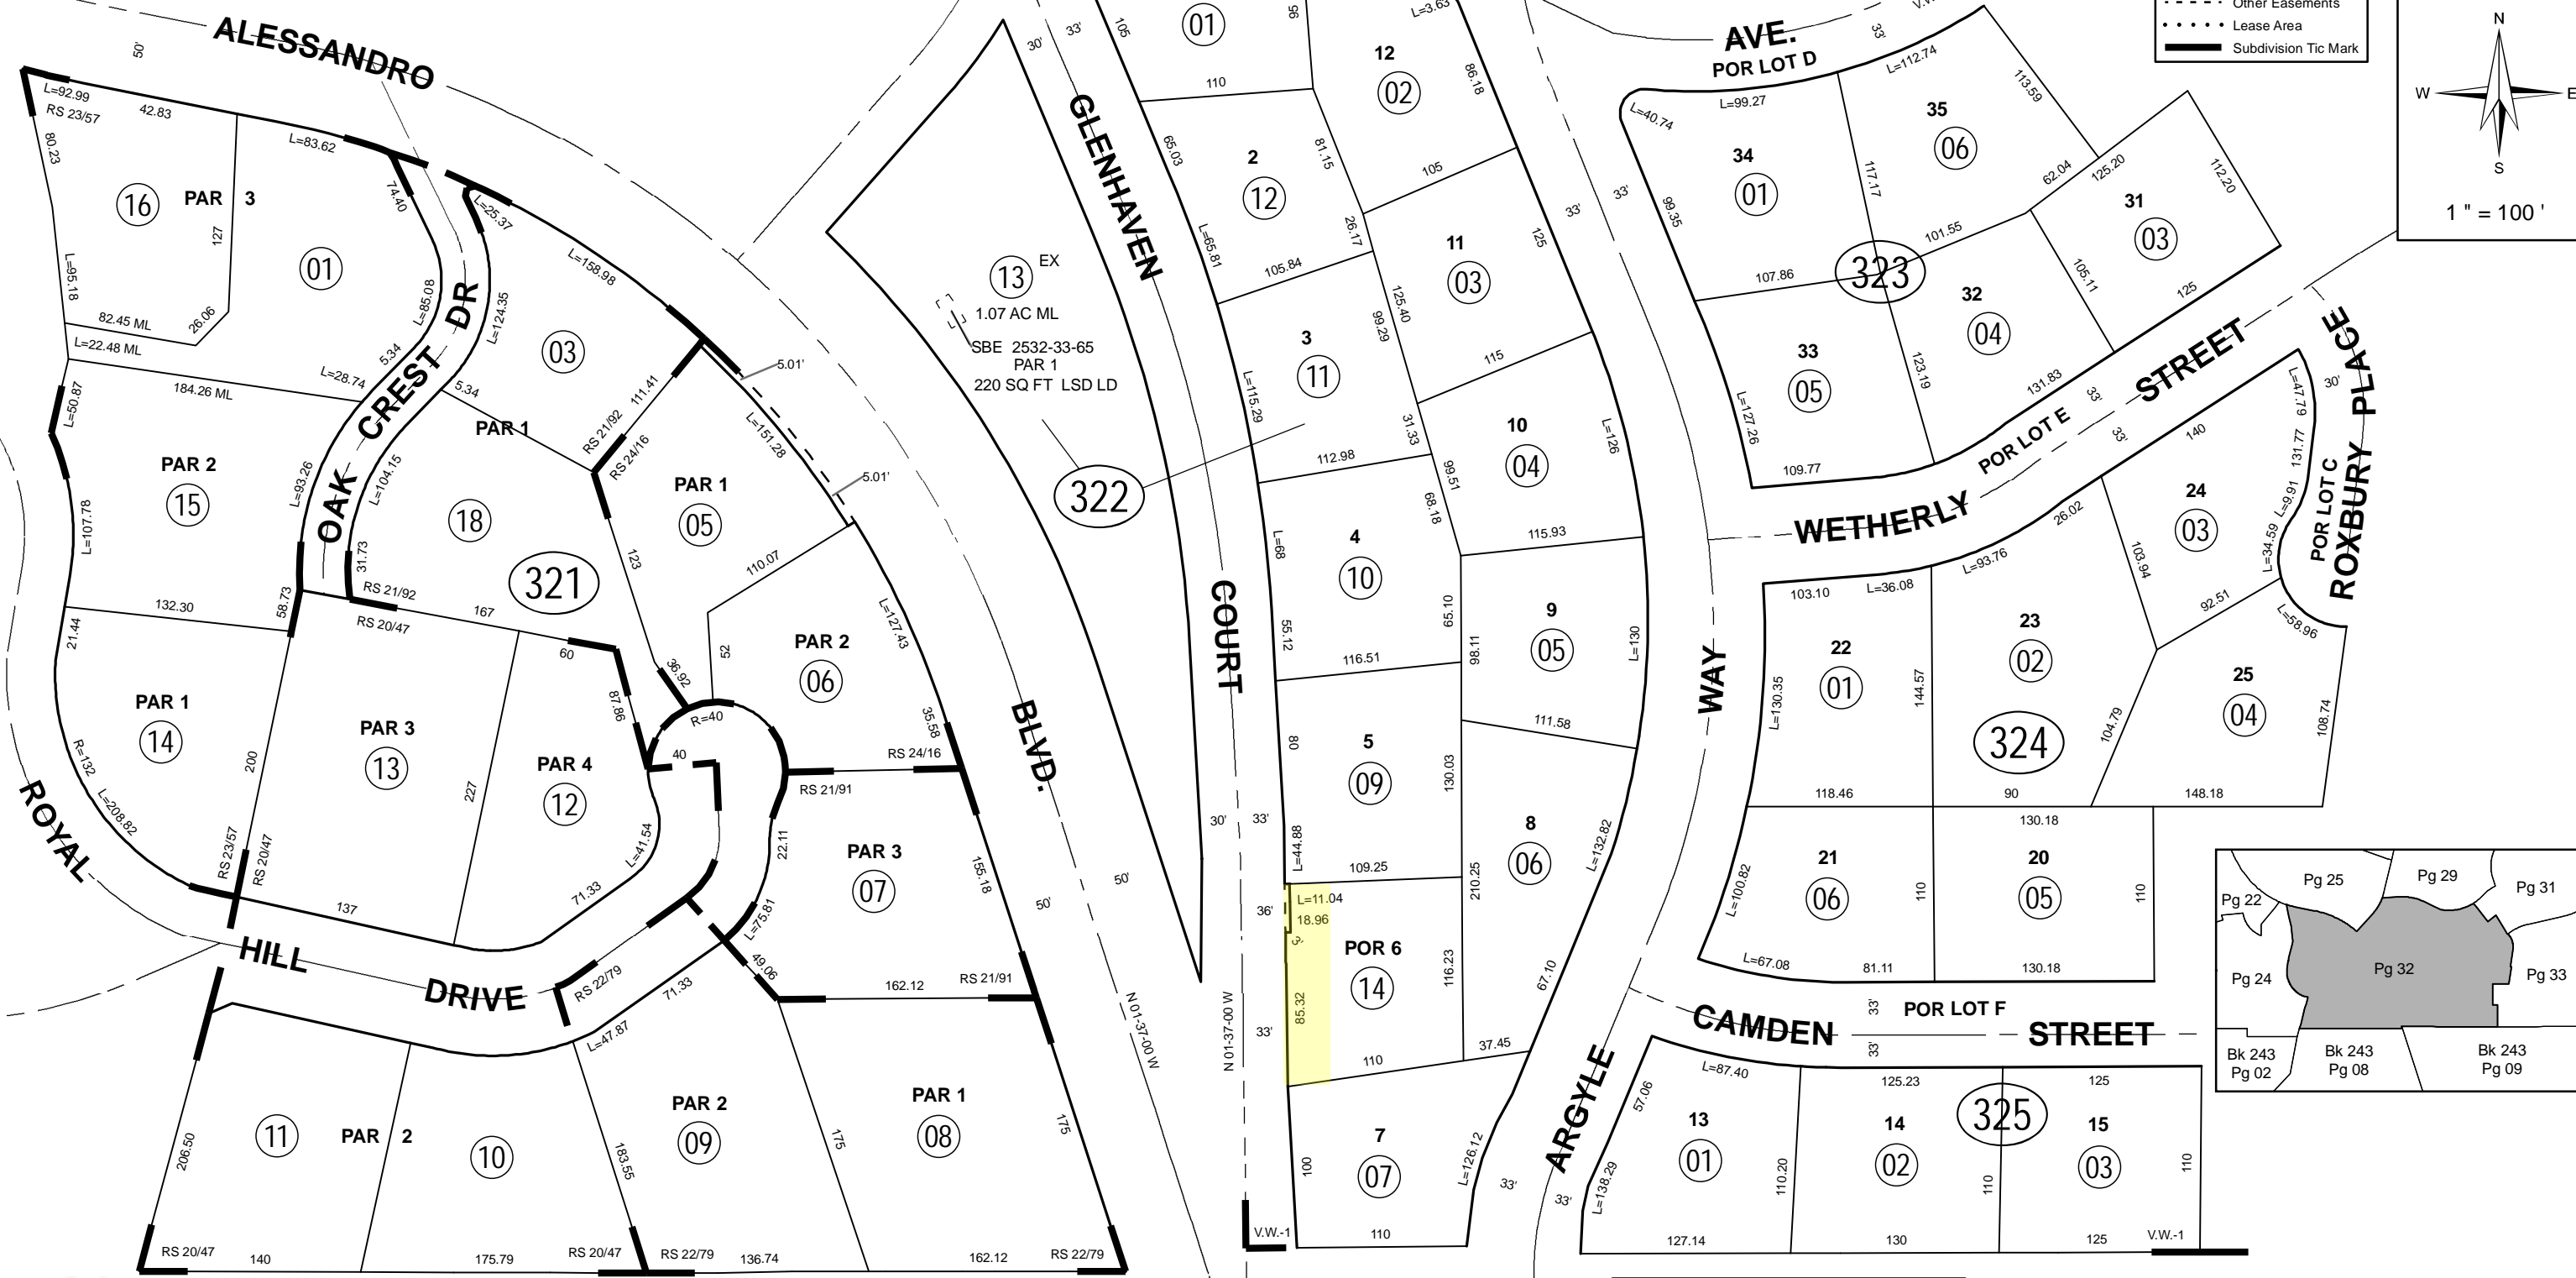 ALESSANDRO
50'
L=92.99
RS 23/57
42.83
80.23
L=83.62
74.40
16
PAR 3
127
01
L=95.18
82.45 ML
26.06
L=22.48 ML
184.26 ML
L=28.74
5.34
L=85.08
OAK CREST DR
L=25.37
L=158.98
L=124.35
03
5.34
PAR 1
111.41
RS 21/92
RS 24/16
5.01'
L=151.28
5.01'
L=50.87
PAR 2
15
L=107.78
L=93.26
L=104.15
18
31.73
RS 21/92
321
PAR 1
05
123
110.07
52
36.92
PAR 2
06
L=127.43
35.58
132.30
58.73
RS 20/47
167
60
87.86
21.44
PAR 1
14
R=132
L=208.82
200
RS 23/57
RS 20/47
PAR 3
13
227
PAR 4
12
R=40
40
L=41.54
71.33
137
RS 24/16
RS 21/91
22.11
PAR 3
07
155.18
L=75.81
49.06
162.12
RS 21/91
ROYAL
HILL
DRIVE
RS 22/79
71.33
L=47.87
206.50
11
PAR 2
10
183.55
PAR 2
09
175
PAR 1
08
175
RS 20/47
140
175.79
RS 20/47
RS 22/79
136.74
162.12
RS 22/79
BLVD.
50'
50'
N 01-37-00 W
30'
33'
GLENHAVEN
COURT
13
EX
1.07 AC ML
SBE 2532-33-65
PAR 1
220 SQ FT LSD LD
322
30'
33'
36'
33'
N 01-37-00 W
V.W.-1
105
01
96
110
L=3.63
12
02
86.18
65.03
2
12
81.15
105
L=65.81
26.17
105.84
11
03
125
125.40
99.29
3
11
115
L=115.29
31.33
112.98
10
04
L=126
99.51
68.18
L=68
4
10
115.93
55.12
65.10
116.51
9
05
98.11
L=130
111.58
80
5
09
130.03
L=44.88
109.25
8
06
210.25
L=132.82
L=11.04
18.96
3'
POR 6
14
116.23
85.32
110
37.45
67.10
7
07
100
L=126.12
110
33'
33'
WAY
ARGYLE
33'
33'
AVE.
POR LOT D
33'
L=40.74
L=99.27
L=112.74
113.59
35
06
34
01
117.17
99.35
62.04
125.20
112.20
31
03
101.55
107.86
323
105.11
125
32
04
33
05
123.19
L=127.26
131.83
109.77
33'
WETHERLY
STREET
POR LOT E
33'
26.02
140
L=47.79
30'
ROXBURY PLACE
131.77
POR LOT C
24
03
L=9.91
L=34.59
103.94
92.51
L=58.96
103.10
L=36.08
L=93.76
22
01
L=130.35
144.57
23
02
25
04
108.74
104.79
324
118.46
90
148.18
130.18
21
06
110
20
05
110
L=100.82
L=67.08
81.11
130.18
CAMDEN
STREET
33'
POR LOT F
33'
L=87.40
125.23
125
57.06
13
01
325
14
02
15
03
L=138.29
110.20
110
110
127.14
130
125
V.W.-1
Other Easements
Lease Area
Subdivision Tic Mark
N
W
E
S
1 " = 100 '
Pg 25
Pg 29
Pg 31
Pg 22
Pg 32
Pg 24
Pg 33
Bk 243
Pg 02
Bk 243
Pg 08
Bk 243
Pg 09